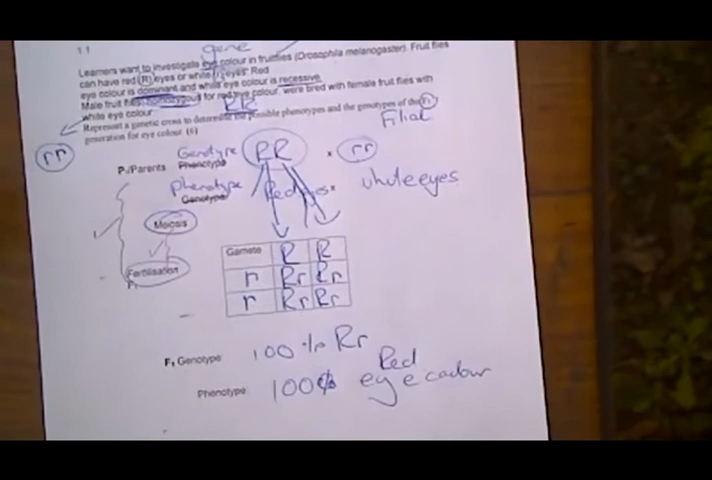 1.1
gene
Learners want to investigate eye colour in fruitflies (Drosophila melanogaster). Fruit flies
can have red (R) eyes or white (r) eyes" Red
eye colour is dominant and white eye colour is recessive.
Male fruit flies, homozygous for red eye colour, were bred with female fruit flies with
white eye colour
RR
Represent a genetic cross to determine the possible phenotypes and the genotypes of the F1
generation for eye colour (6)
Filial
rr
P1/Parents
Genotype RR x rr
Phenotype
phenotype Red eyes x white eyes
Genotype
Meiosis
Fertilisation
Gamete R R
r Rr Rr
r Rr Rr
F1 Genotype 100% Rr
Phenotype: 100% Red eye colour